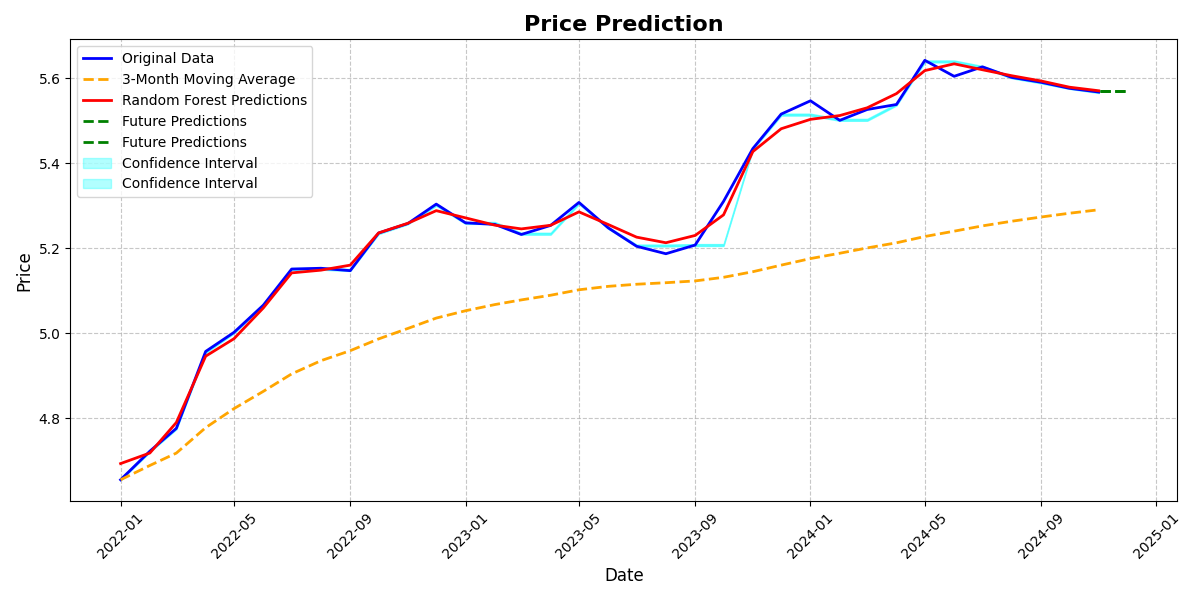 Price Prediction
Original Data
3-Month Moving Average
Random Forest Predictions
Future Predictions
Future Predictions
Confidence Interval
Confidence Interval
Price
5.6
5.4
5.2
5.0
4.8
2022-01
2022-05
2022-09
2023-01
2023-05
2023-09
2024-01
2024-05
2024-09
2025-01
Date